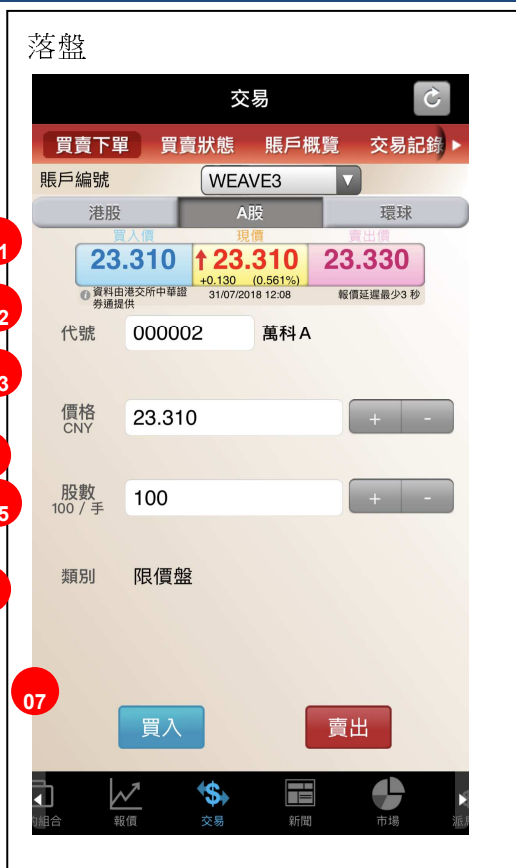 落盤
交易
買賣下單 買賣狀態 賬戶概覽 交易記錄
賬戶編號 WEAVE3
港股 A股 環球
買入價 現價 賣出價
23.310 23.310 23.330
+0.130 (0.561%)
資料由港交所中華證
券通提供
31/07/2018 12:08
報價延遲最少3 秒
代號 000002 萬科 A
價格
CNY
23.310
+ -
股數
100 / 手
100
+ -
類別 限價盤
1
2
3
5
07
買入 賣出
組合 報價 交易 新聞 市場